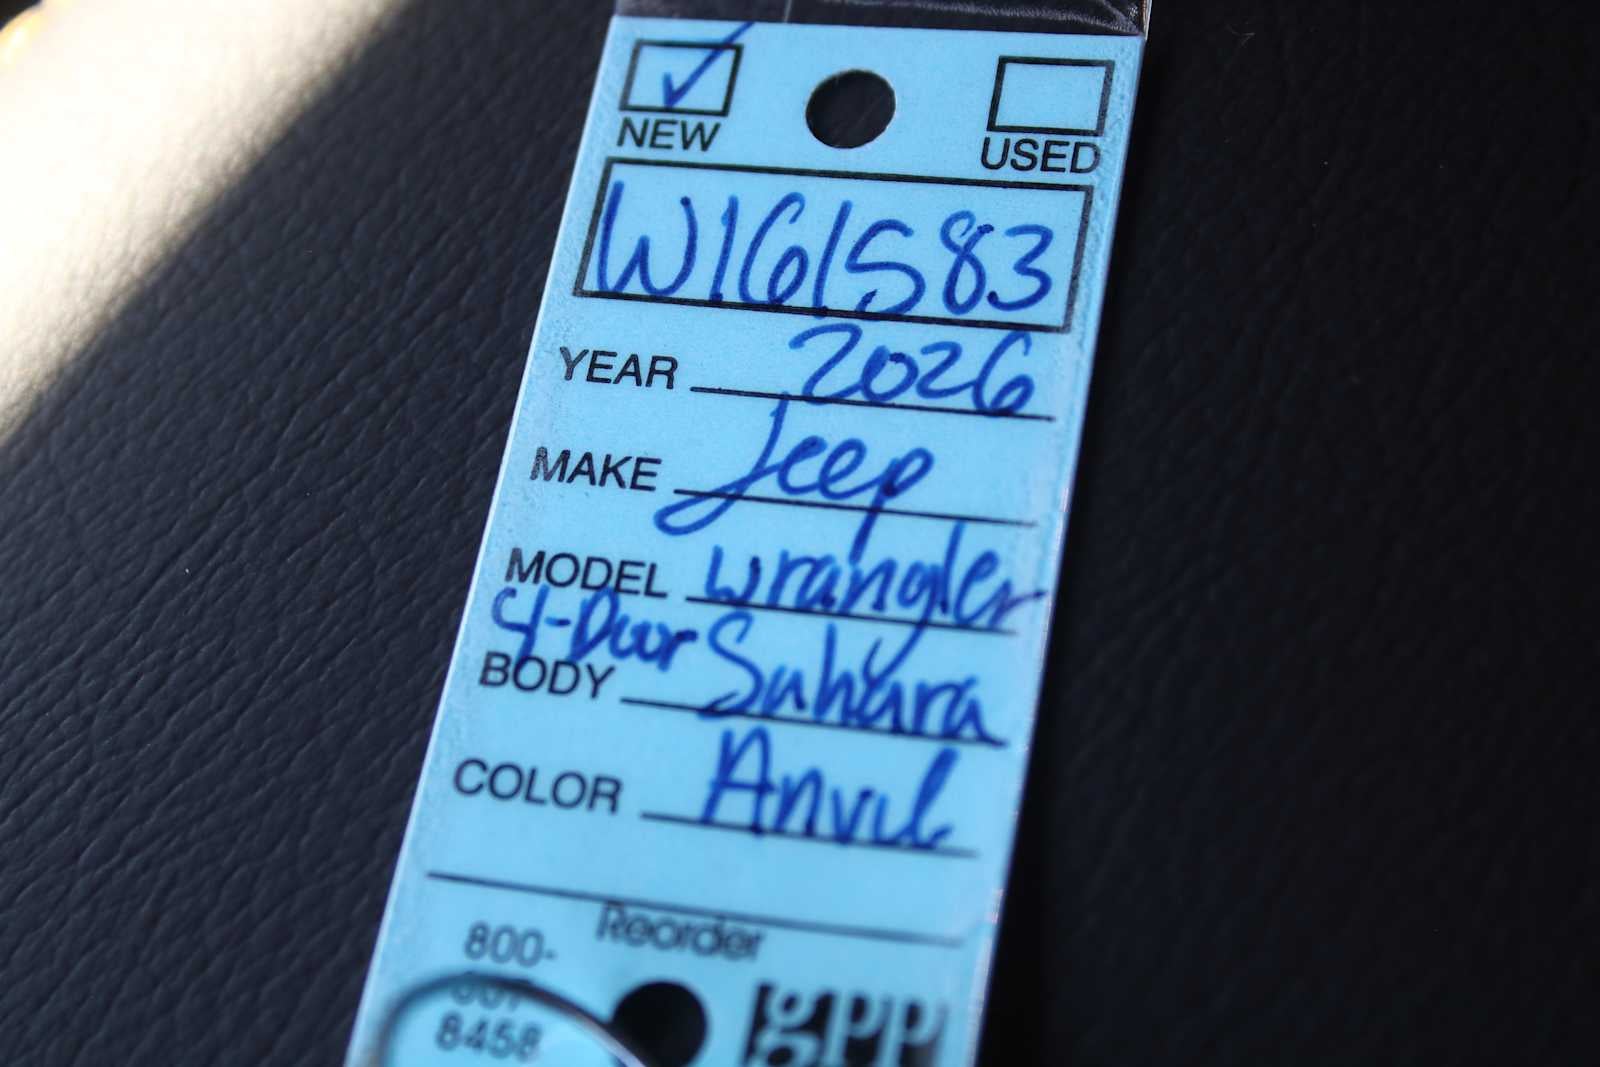 NEW USED
W161583
YEAR 2026
MAKE Jeep
MODEL wrangler
4-Door
BODY Sahara
COLOR Anvil
Reorder
800-
8458
gpp